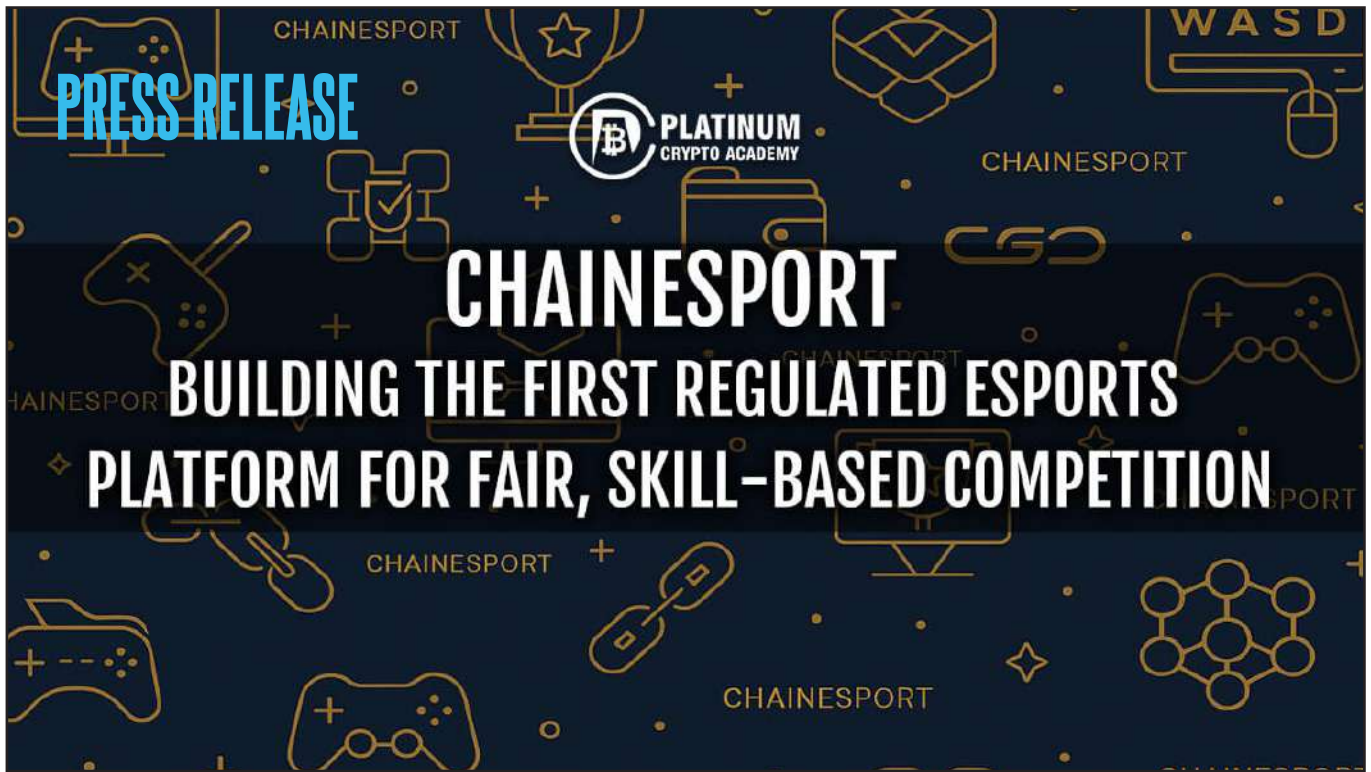 CHAINESPORT
WASD
PRESS RELEASE
PLATINUM
CRYPTO ACADEMY
CHAINESPORT
CHAINESPORT
CHAINESPORT
BUILDING THE FIRST REGULATED ESPORTS
HAINESPORT
PLATFORM FOR FAIR, SKILL-BASED COMPETITION
CHAINESPORT
CHAINESPORT
CHAINESPORT